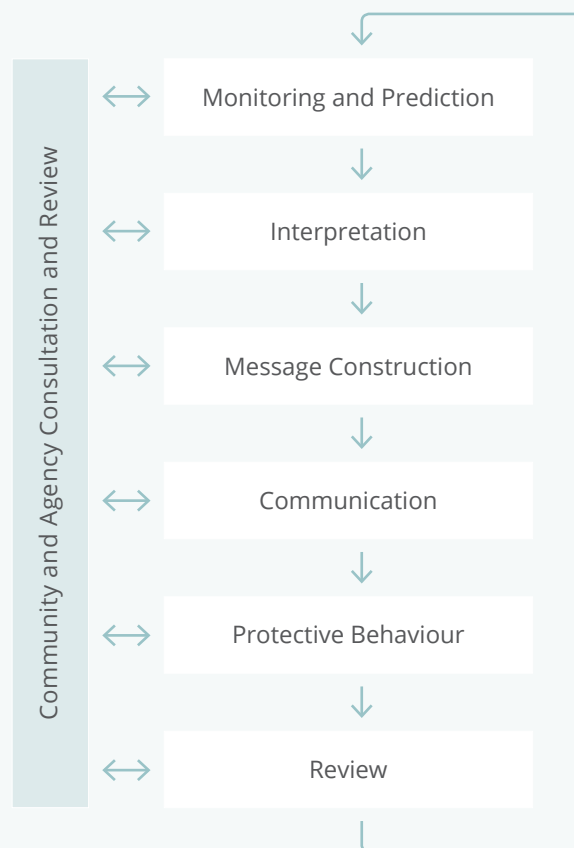 Community and Agency Consultation and Review
Monitoring and Prediction
Interpretation
Message Construction
Communication
Protective Behaviour
Review